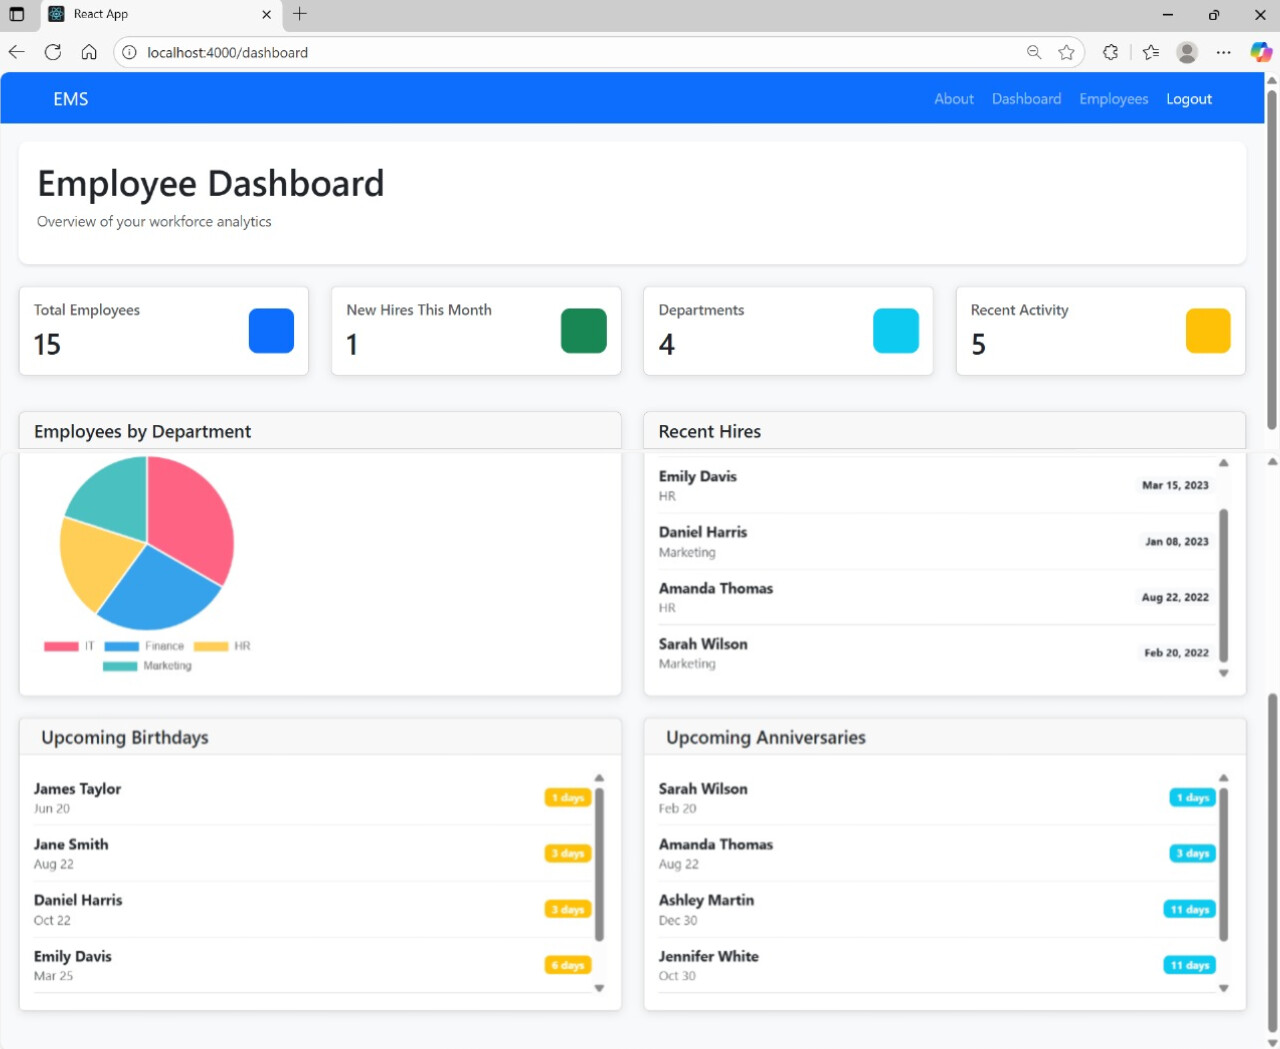 React App
localhost:4000/dashboard
EMS About Dashboard Employees Logout
Employee Dashboard
Overview of your workforce analytics
Total Employees
15
New Hires This Month
1
Departments
4
Recent Activity
5
Employees by Department
IT Finance HR
Marketing
Recent Hires
Emily Davis
HR
Mar 15, 2023
Daniel Harris
Marketing
Jan 08, 2023
Amanda Thomas
HR
Aug 22, 2022
Sarah Wilson
Marketing
Feb 20, 2022
Upcoming Birthdays
James Taylor
Jun 20
1 days
Jane Smith
Aug 22
3 days
Daniel Harris
Oct 22
3 days
Emily Davis
Mar 25
6 days
Upcoming Anniversaries
Sarah Wilson
Feb 20
1 days
Amanda Thomas
Aug 22
3 days
Ashley Martin
Dec 30
11 days
Jennifer White
Oct 30
11 days